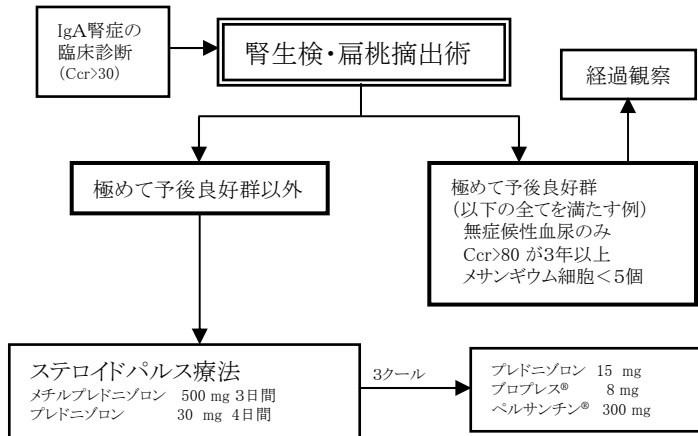 IgA腎症の
臨床診断
(Ccr>30)
腎生検・扁桃摘出術
経過観察
極めて予後良好群以外
極めて予後良好群
(以下の全てを満たす例)
無症候性血尿のみ
Ccr>80 が3年以上
メサンギウム細胞<5個
ステロイドパルス療法
メチルプレドニゾロン 500 mg 3日間
プレドニゾロン 30 mg 4日間
3クール
プレドニゾロン 15 mg
ブロプレス® 8 mg
ペルサンチン® 300 mg